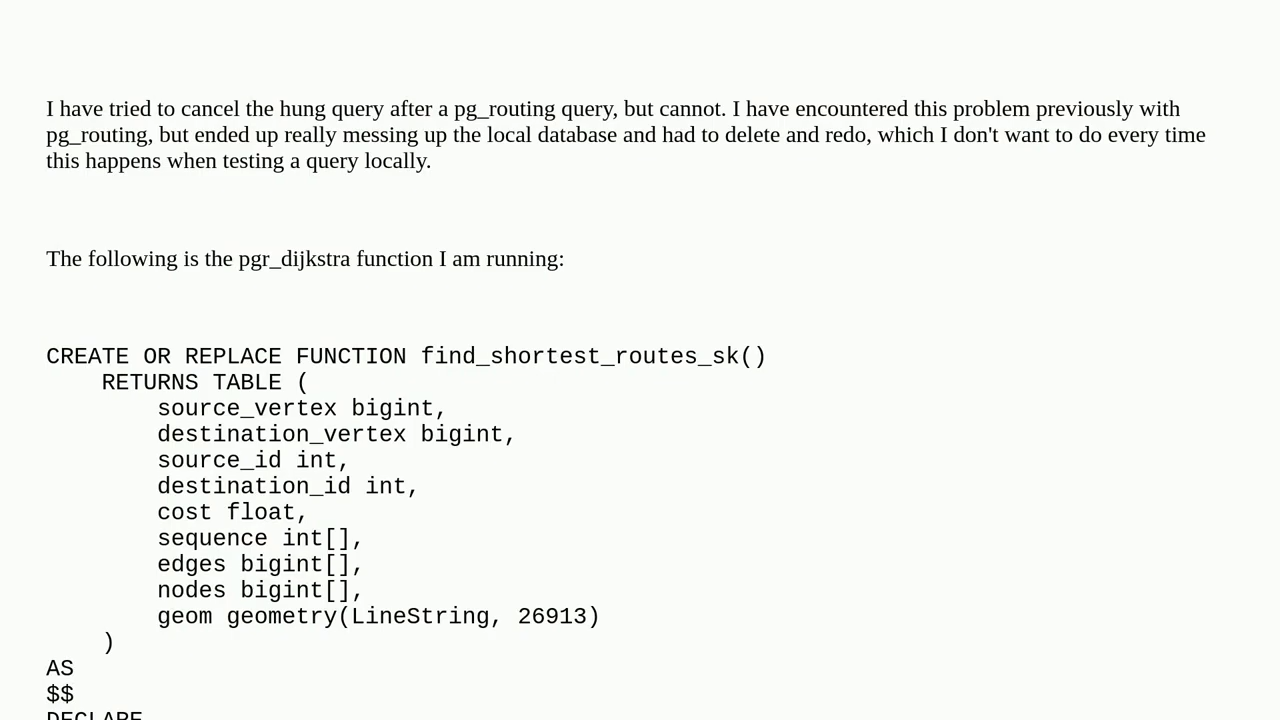 I have tried to cancel the hung query after a pg_routing query, but cannot. I have encountered this problem previously with
pg_routing, but ended up really messing up the local database and had to delete and redo, which I don't want to do every time
this happens when testing a query locally.
The following is the pgr_dijkstra function I am running:
CREATE OR REPLACE FUNCTION find_shortest_routes_sk()
    RETURNS TABLE (
        source_vertex bigint,
        destination_vertex bigint,
        source_id int,
        destination_id int,
        cost float,
        sequence int[],
        edges bigint[],
        nodes bigint[],
        geom geometry(LineString, 26913)
    )
AS
$$
DECLARE